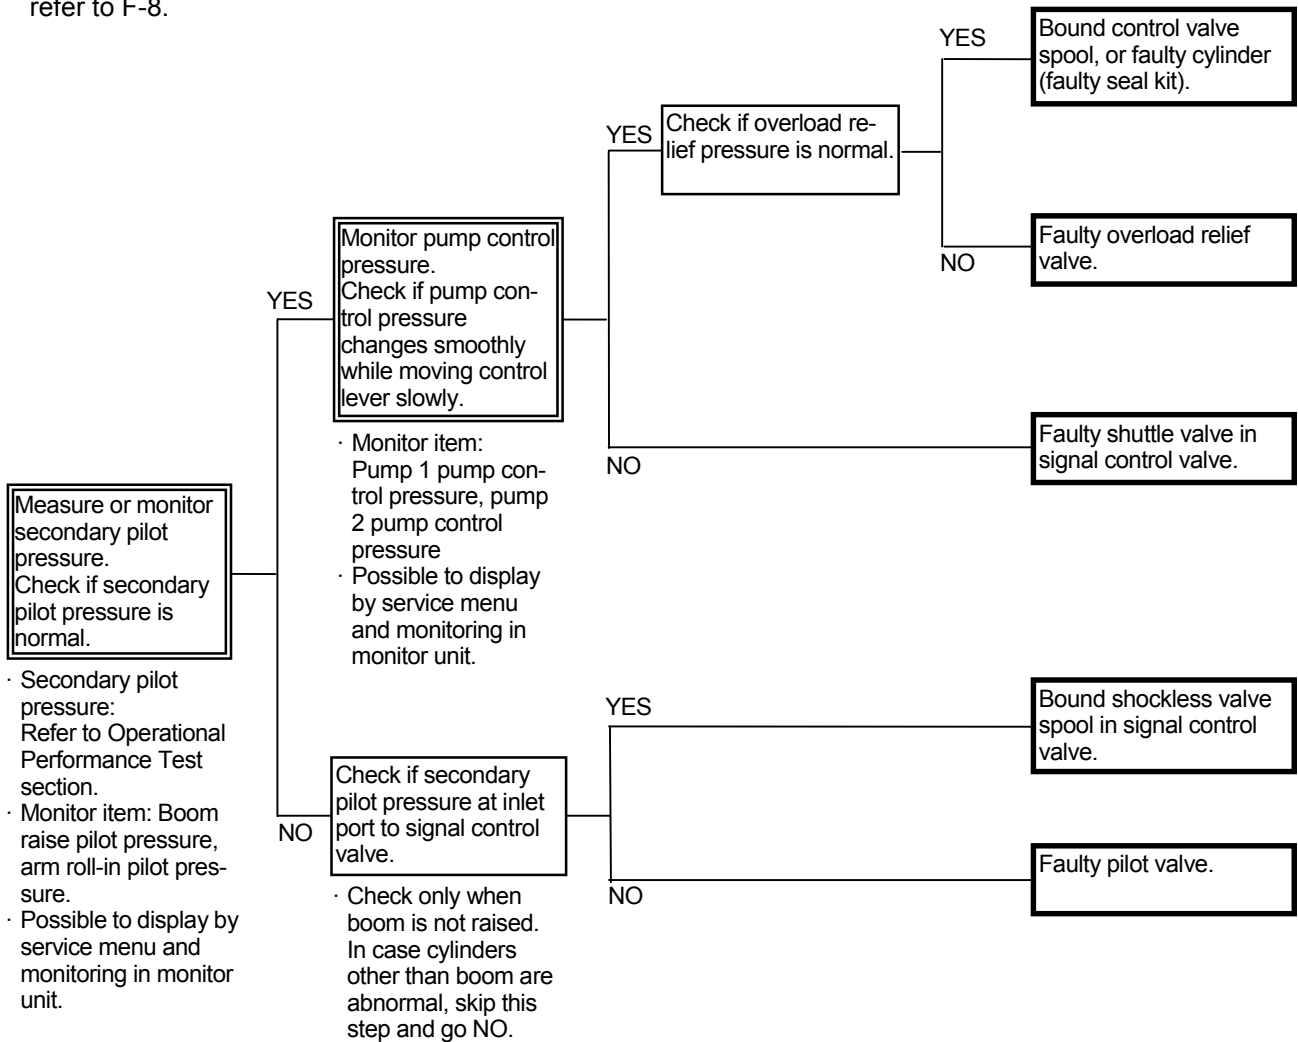 refer to F-8.
Measure or monitor
secondary pilot
pressure.
Check if secondary
pilot pressure is
normal.
· Secondary pilot
pressure:
Refer to Operational
Performance Test
section.
· Monitor item: Boom
raise pilot pressure,
arm roll-in pilot pres-
sure.
· Possible to display by
service menu and
monitoring in monitor
unit.
YES
Monitor pump control
pressure.
Check if pump con-
trol pressure
changes smoothly
while moving control
lever slowly.
· Monitor item:
Pump 1 pump con-
trol pressure, pump
2 pump control
pressure
· Possible to display
by service menu
and monitoring in
monitor unit.
YES
Check if overload re-
lief pressure is normal.
YES
Bound control valve
spool, or faulty cylinder
(faulty seal kit).
NO
Faulty overload relief
valve.
NO
Faulty shuttle valve in
signal control valve.
NO
Check if secondary
pilot pressure at inlet
port to signal control
valve.
· Check only when
boom is not raised.
In case cylinders
other than boom are
abnormal, skip this
step and go NO.
YES
Bound shockless valve
spool in signal control
valve.
NO
Faulty pilot valve.